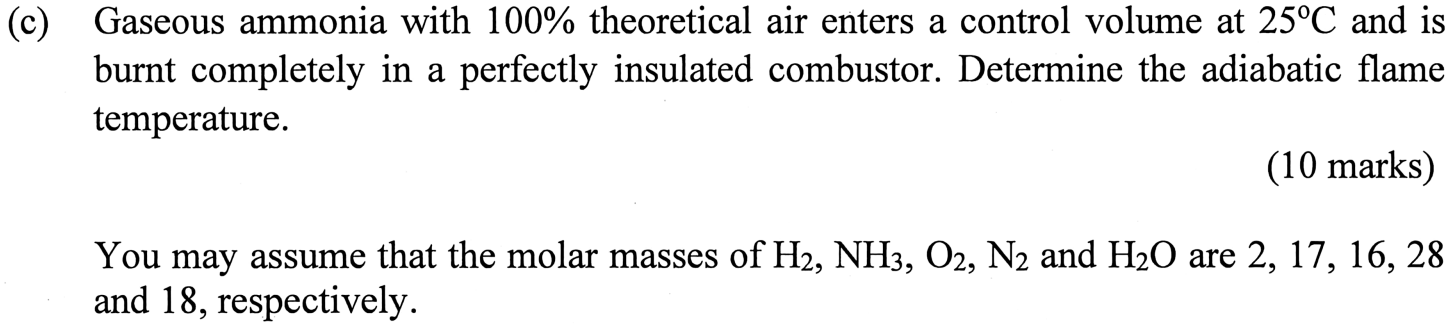 (c) Gaseous ammonia with 100% theoretical air enters a control volume at 25°C and is
burnt completely in a perfectly insulated combustor. Determine the adiabatic flame
temperature.
(10 marks)
You may assume that the molar masses of H₂, NH₃, O₂, N₂ and H₂O are 2, 17, 16, 28
and 18, respectively.